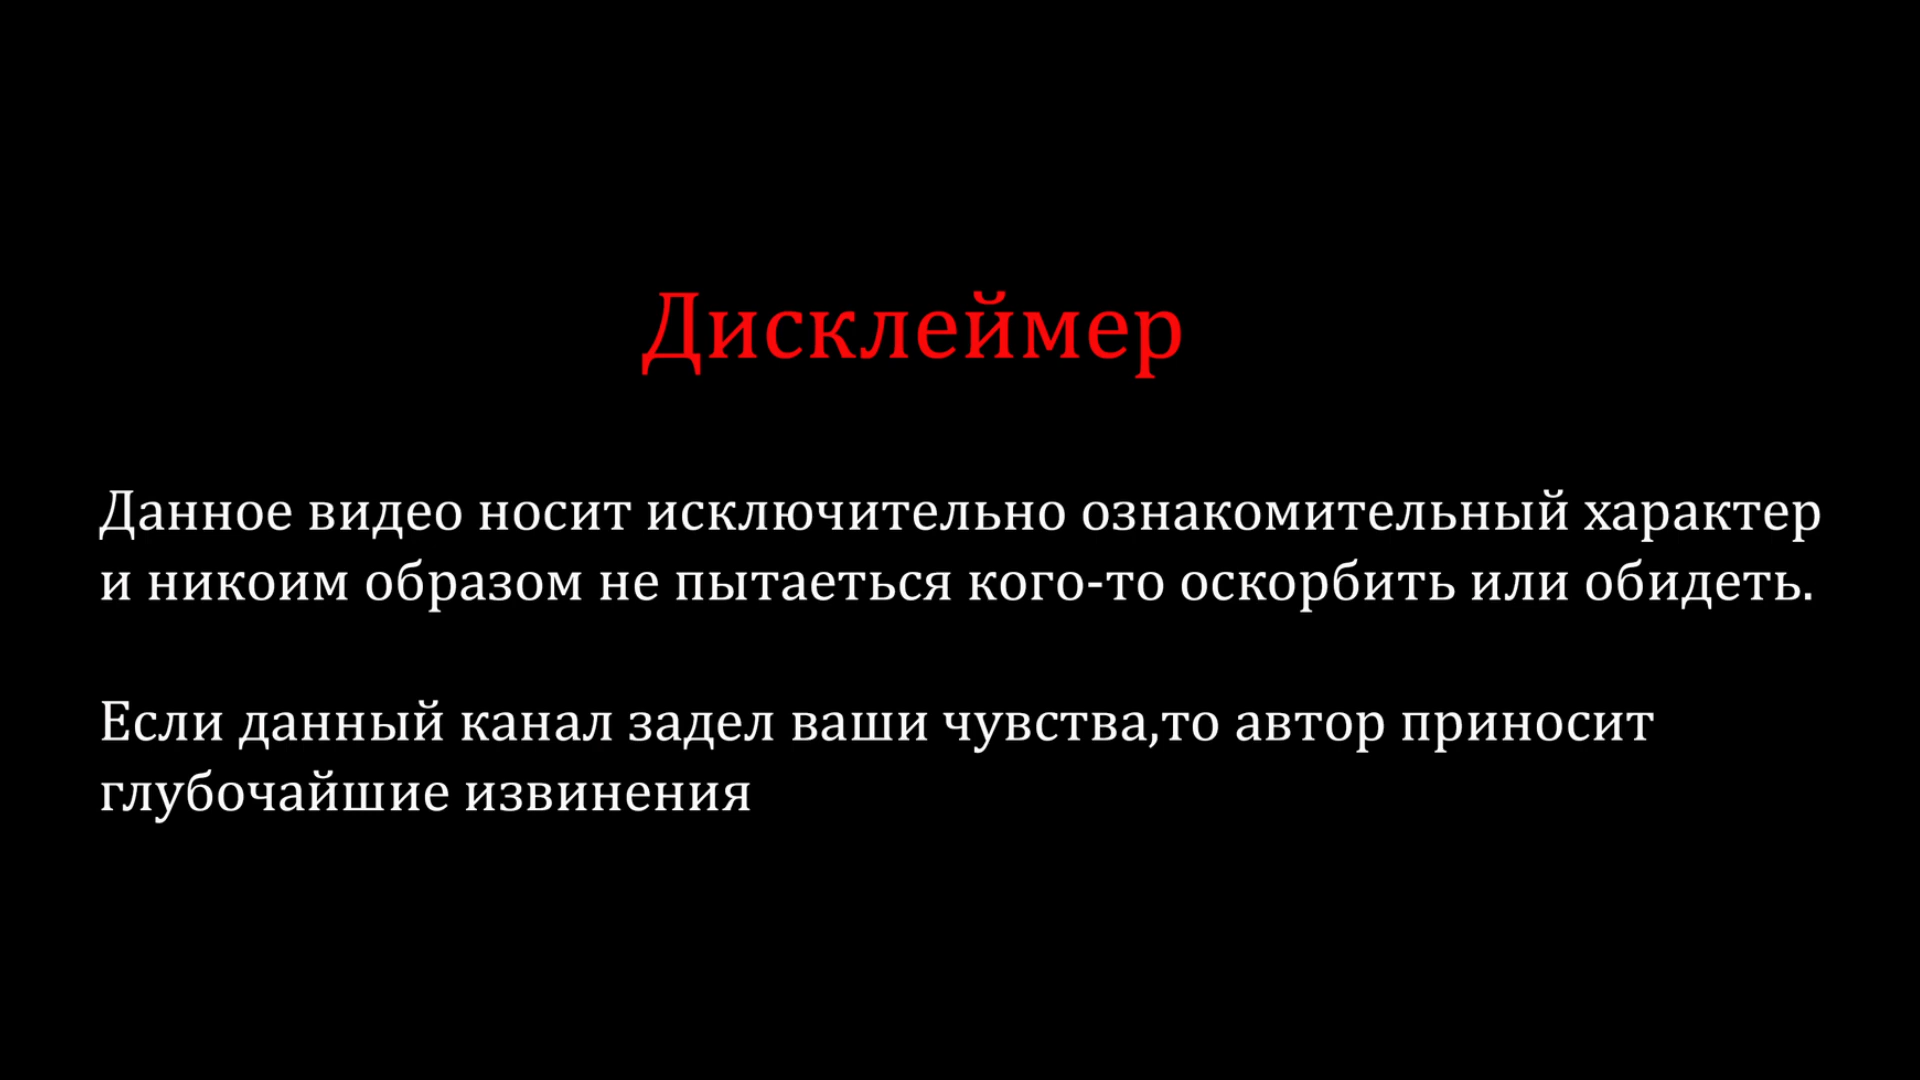 Дисклеймер
Данное видео носит исключительно ознакомительный характер
и никоим образом не пытаеться кого-то оскорбить или обидеть.
Если данный канал задел ваши чувства,то автор приносит
глубочайшие извинения